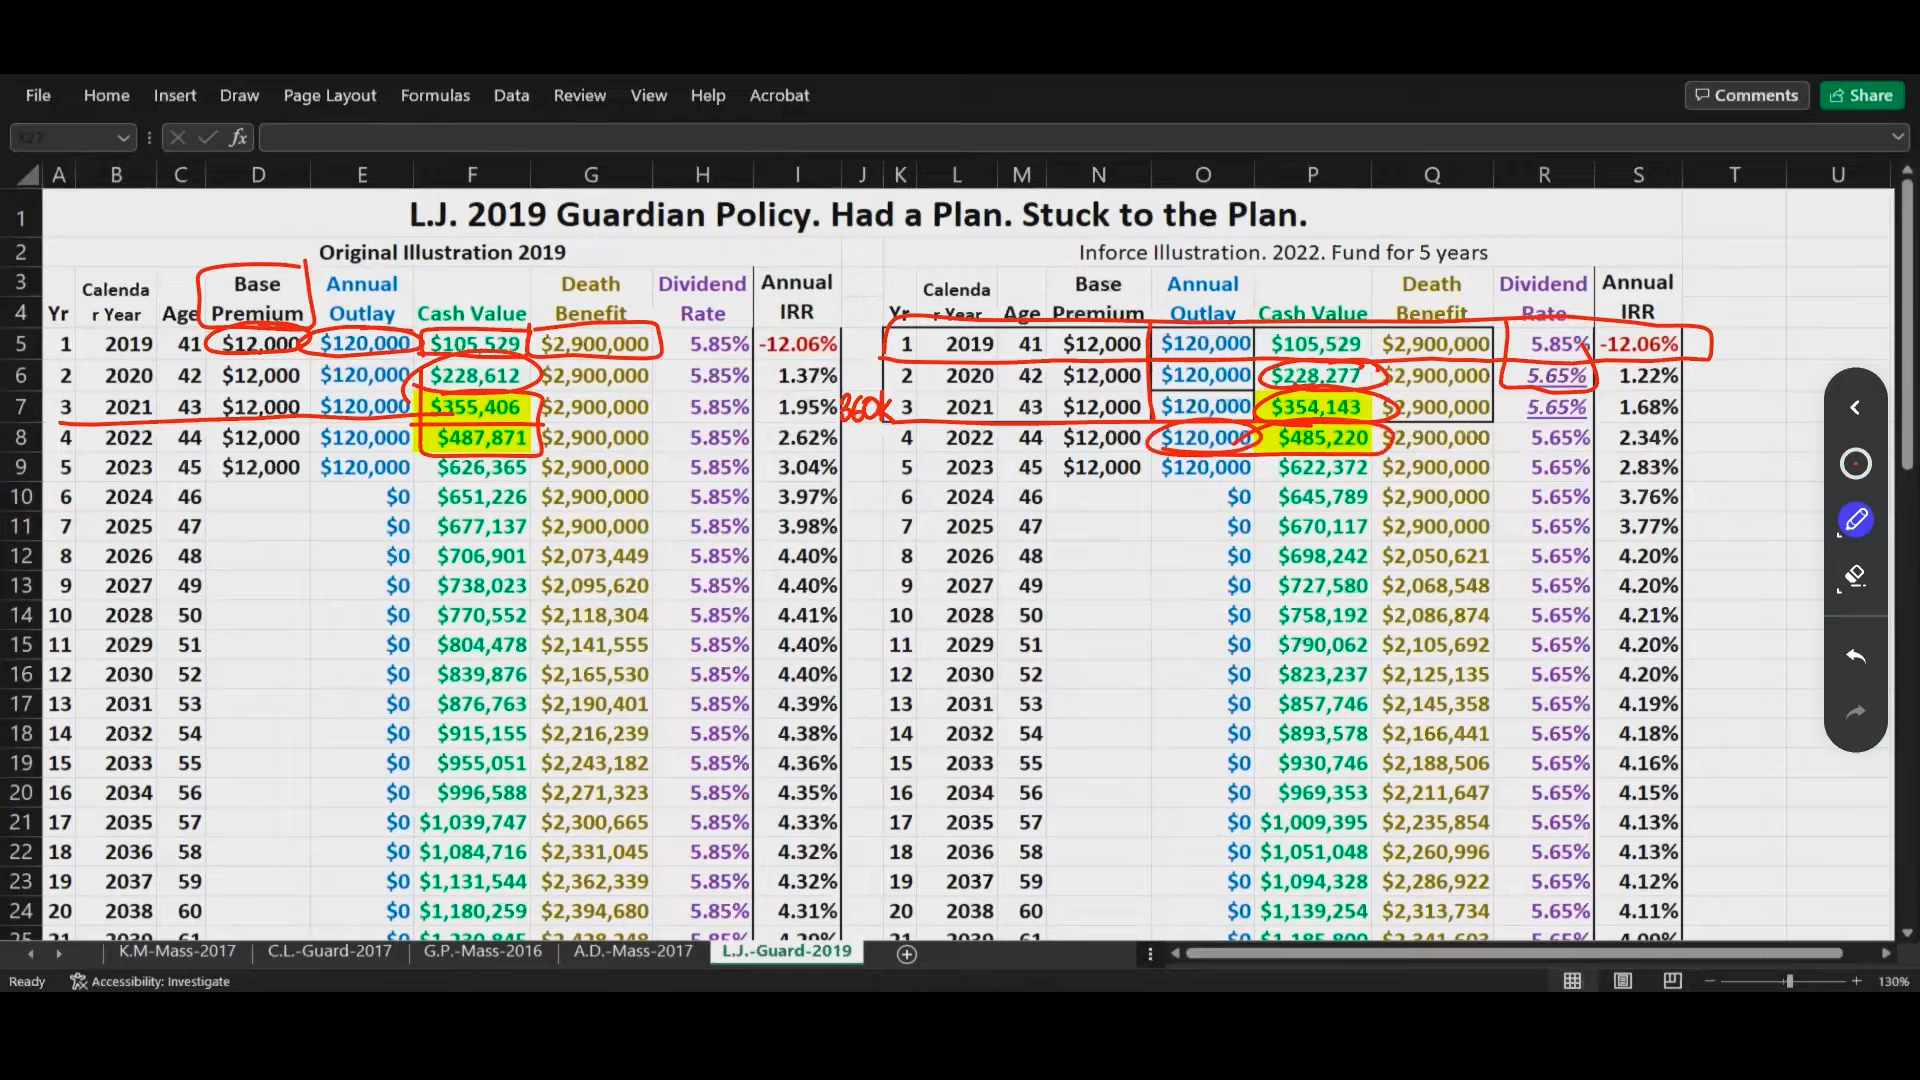 File Home Insert Draw Page Layout Formulas Data Review View Help Acrobat Comments Share
fx
A B C D E F G H I J K L M N O P Q R S T U
1 L.J. 2019 Guardian Policy. Had a Plan. Stuck to the Plan.
2 Original Illustration 2019 Inforce Illustration. 2022. Fund for 5 years
3 Calenda Base Annual Death Dividend Annual Calenda Base Annual Death Dividend Annual
4 Yr r Year Age Premium Outlay Cash Value Benefit Rate IRR Yr r Year Age Premium Outlay Cash Value Benefit Rate IRR
5 1 2019 41 $12,000 $120,000 $105,529 $2,900,000 5.85% -12.06% 1 2019 41 $12,000 $120,000 $105,529 $2,900,000 5.85% -12.06%
6 2 2020 42 $12,000 $120,000 $228,612 $2,900,000 5.85% 1.37% 2 2020 42 $12,000 $120,000 $228,277 $2,900,000 5.65% 1.22%
7 3 2021 43 $12,000 $120,000 $355,406 $2,900,000 5.85% 1.95% 360K 3 2021 43 $12,000 $120,000 $354,143 $2,900,000 5.65% 1.68%
8 4 2022 44 $12,000 $120,000 $487,871 $2,900,000 5.85% 2.62% 4 2022 44 $12,000 $120,000 $485,220 $2,900,000 5.65% 2.34%
9 5 2023 45 $12,000 $120,000 $626,365 $2,900,000 5.85% 3.04% 5 2023 45 $12,000 $120,000 $622,372 $2,900,000 5.65% 2.83%
10 6 2024 46 $0 $651,226 $2,900,000 5.85% 3.97% 6 2024 46 $0 $645,789 $2,900,000 5.65% 3.76%
11 7 2025 47 $0 $677,137 $2,900,000 5.85% 3.98% 7 2025 47 $0 $670,117 $2,900,000 5.65% 3.77%
12 8 2026 48 $0 $706,901 $2,073,449 5.85% 4.40% 8 2026 48 $0 $698,242 $2,050,621 5.65% 4.20%
13 9 2027 49 $0 $738,023 $2,095,620 5.85% 4.40% 9 2027 49 $0 $727,580 $2,068,548 5.65% 4.20%
14 10 2028 50 $0 $770,552 $2,118,304 5.85% 4.41% 10 2028 50 $0 $758,192 $2,086,874 5.65% 4.21%
15 11 2029 51 $0 $804,478 $2,141,555 5.85% 4.40% 11 2029 51 $0 $790,062 $2,105,692 5.65% 4.20%
16 12 2030 52 $0 $839,876 $2,165,530 5.85% 4.40% 12 2030 52 $0 $823,237 $2,125,135 5.65% 4.20%
17 13 2031 53 $0 $876,763 $2,190,401 5.85% 4.39% 13 2031 53 $0 $857,746 $2,145,358 5.65% 4.19%
18 14 2032 54 $0 $915,155 $2,216,239 5.85% 4.38% 14 2032 54 $0 $893,578 $2,166,441 5.65% 4.18%
19 15 2033 55 $0 $955,051 $2,243,182 5.85% 4.36% 15 2033 55 $0 $930,746 $2,188,506 5.65% 4.16%
20 16 2034 56 $0 $996,588 $2,271,323 5.85% 4.35% 16 2034 56 $0 $969,353 $2,211,647 5.65% 4.15%
21 17 2035 57 $0 $1,039,747 $2,300,665 5.85% 4.33% 17 2035 57 $0 $1,009,395 $2,235,854 5.65% 4.13%
22 18 2036 58 $0 $1,084,716 $2,331,045 5.85% 4.32% 18 2036 58 $0 $1,051,048 $2,260,996 5.65% 4.13%
23 19 2037 59 $0 $1,131,544 $2,362,339 5.85% 4.32% 19 2037 59 $0 $1,094,328 $2,286,922 5.65% 4.12%
24 20 2038 60 $0 $1,180,259 $2,394,680 5.85% 4.31% 20 2038 60 $0 $1,139,254 $2,313,734 5.65% 4.11%
K.M-Mass-2017 C.L.-Guard-2017 G.P.-Mass-2016 A.D.-Mass-2017 L.J.-Guard-2019
Ready Accessibility: Investigate 130%